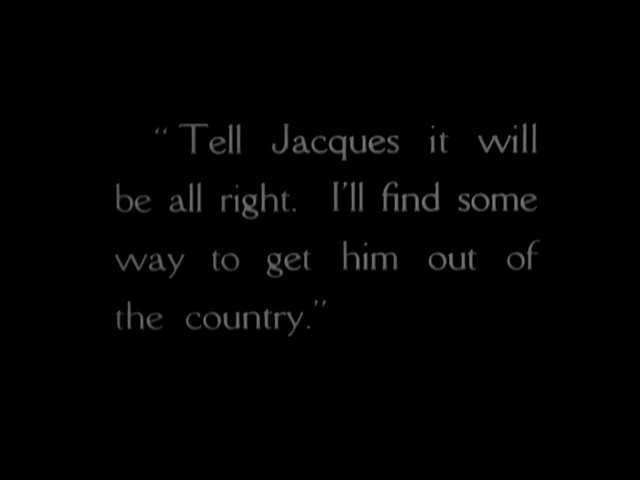 “Tell Jacques it will
be all right. I'll find some
way to get him out of
the country.”